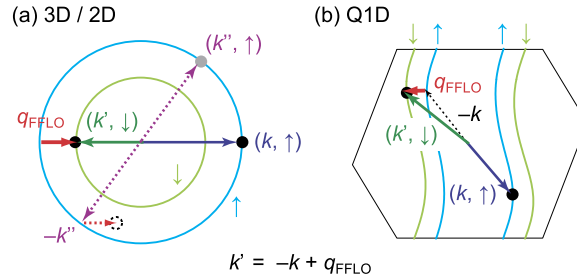 (a) 3D / 2D
(k'', ↑)
q_FFLO
(k', ↓)
(k, ↑)
↓
↑
–k''
(b) Q1D
↓ ↑ ↑ ↓
q_FFLO
–k
(k', ↓)
(k, ↑)
k' = –k + q_FFLO